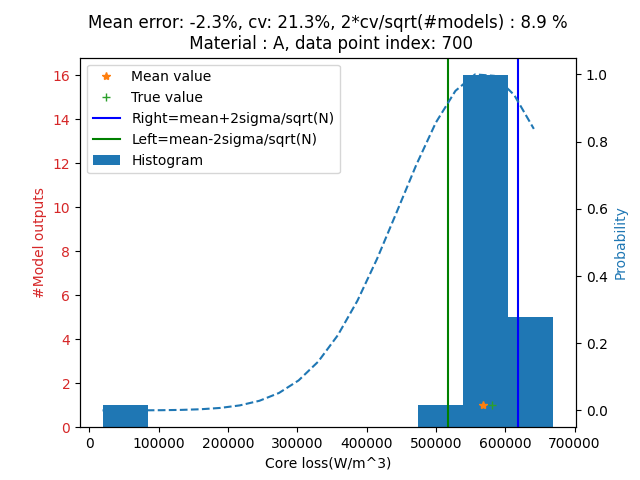 Mean error: -2.3%, cv: 21.3%, 2*cv/sqrt(#models) : 8.9 %
Material : A, data point index: 700
Mean value
True value
Right=mean+2sigma/sqrt(N)
Left=mean-2sigma/sqrt(N)
Histogram
#Model outputs
16
14
12
10
8
6
4
2
0
1.0
0.8
0.6
0.4
0.2
0.0
Probability
0
100000
200000
300000
400000
500000
600000
700000
Core loss(W/m^3)